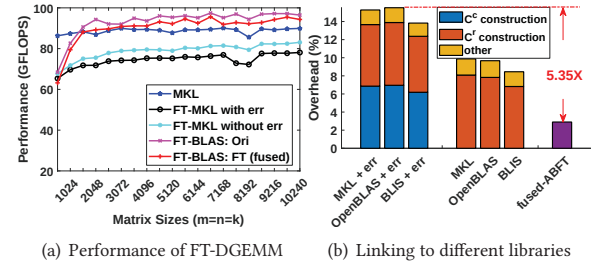 Performance (GFLOPS)
100
80
60
40
20
MKL
FT-MKL with err
FT-MKL without err
FT-BLAS: Ori
FT-BLAS: FT (fused)
1024
2048
3072
4096
5120
6144
7168
8192
9216
10240
Matrix Sizes (m=n=k)
(a) Performance of FT-DGEMM
Overhead (%)
16
14
12
10
8
6
4
2
0
C^c construction
C^r construction
other
5.35X
MKL + err
OpenBLAS + err
BLIS + err
MKL
OpenBLAS
BLIS
fused-ABFT
(b) Linking to different libraries